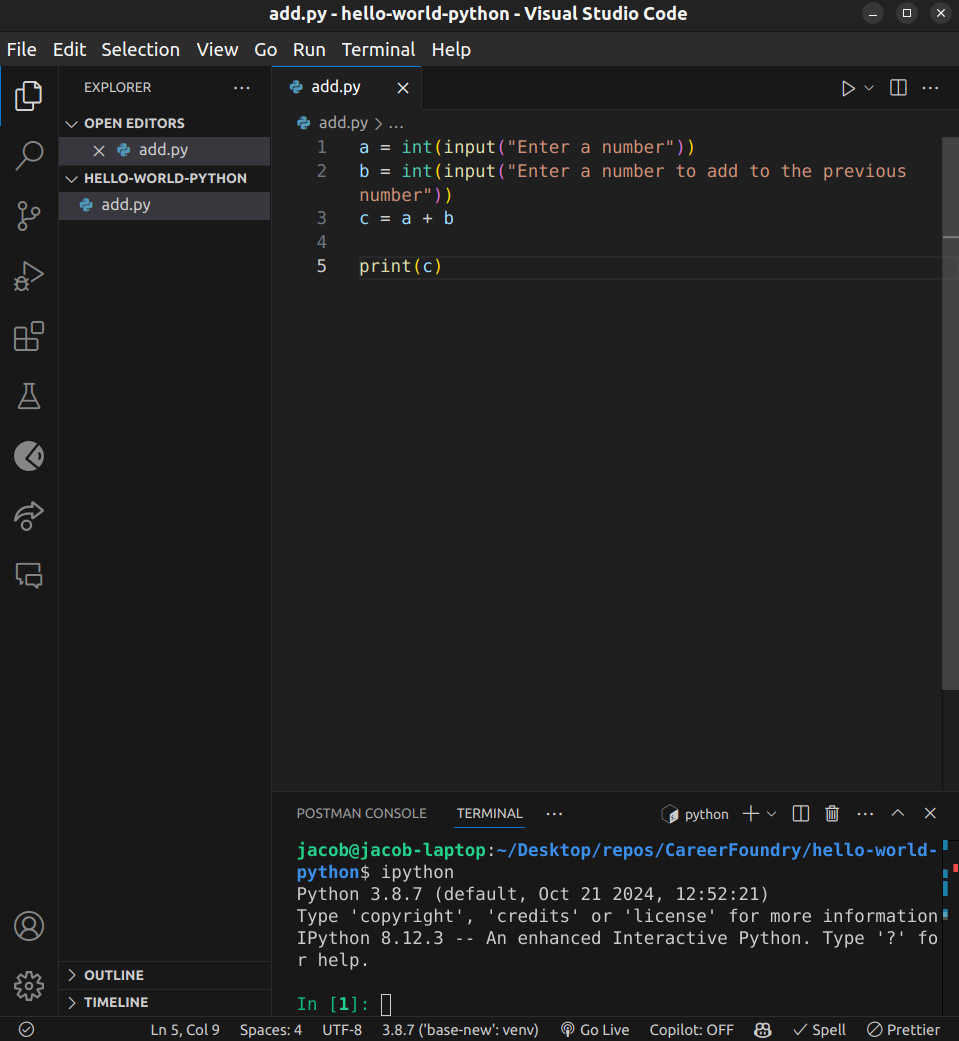 add.py - hello-world-python - Visual Studio Code
File Edit Selection View Go Run Terminal Help
EXPLORER
OPEN EDITORS
add.py
HELLO-WORLD-PYTHON
add.py
OUTLINE
TIMELINE
add.py
add.py > ...
1 a = int(input("Enter a number"))
2 b = int(input("Enter a number to add to the previous
number"))
3 c = a + b
4
5 print(c)
POSTMAN CONSOLE TERMINAL python
jacob@jacob-laptop:~/Desktop/repos/CareerFoundry/hello-world-
python$ ipython
Python 3.8.7 (default, Oct 21 2024, 12:52:21)
Type 'copyright', 'credits' or 'license' for more information
IPython 8.12.3 -- An enhanced Interactive Python. Type '?' fo
r help.
In [1]:
Ln 5, Col 9 Spaces: 4 UTF-8 3.8.7 ('base-new': venv) Go Live Copilot: OFF Spell Prettier